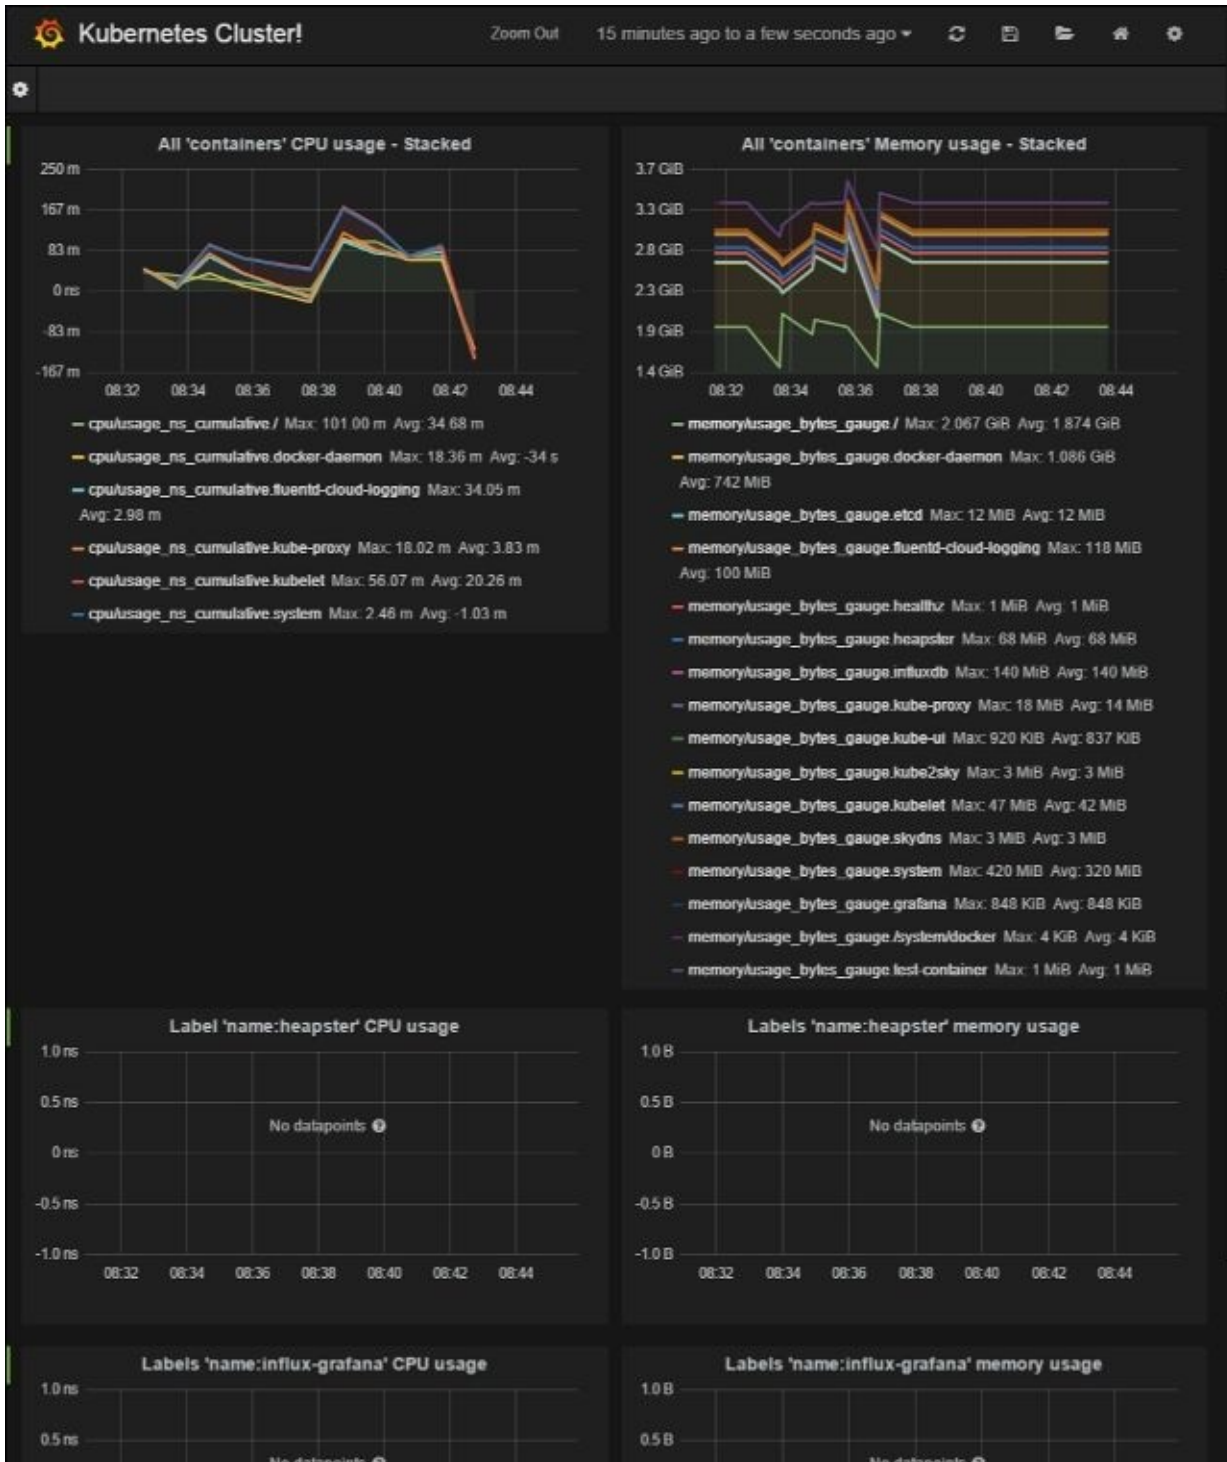 Kubernetes Cluster!
Zoom Out
15 minutes ago to a few seconds ago
All 'containers' CPU usage - Stacked
250 m
167 m
83 m
0 ns
-83 m
-167 m
08:32 08:34 08:36 08:38 08:40 08:42 08:44
cpu/usage_ns_cumulative./ Max: 101.00 m Avg: 34.68 m
cpu/usage_ns_cumulative.docker-daemon Max: 18.36 m Avg: -34 s
cpu/usage_ns_cumulative.fluentd-cloud-logging Max: 34.05 m
Avg: 2.98 m
cpu/usage_ns_cumulative.kube-proxy Max: 18.02 m Avg: 3.83 m
cpu/usage_ns_cumulative.kubelet Max: 56.07 m Avg: 20.26 m
cpu/usage_ns_cumulative.system Max: 2.46 m Avg: -1.03 m
All 'containers' Memory usage - Stacked
3.7 GiB
3.3 GiB
2.8 GiB
2.3 GiB
1.9 GiB
1.4 GiB
08:32 08:34 08:36 08:38 08:40 08:42 08:44
memory/usage_bytes_gauge./ Max: 2.067 GiB Avg: 1.874 GiB
memory/usage_bytes_gauge.docker-daemon Max: 1.086 GiB
Avg: 742 MiB
memory/usage_bytes_gauge.etcd Max: 12 MiB Avg: 12 MiB
memory/usage_bytes_gauge.fluentd-cloud-logging Max: 118 MiB
Avg: 100 MiB
memory/usage_bytes_gauge.healthz Max: 1 MiB Avg: 1 MiB
memory/usage_bytes_gauge.heapster Max: 68 MiB Avg: 68 MiB
memory/usage_bytes_gauge.influxdb Max: 140 MiB Avg: 140 MiB
memory/usage_bytes_gauge.kube-proxy Max: 18 MiB Avg: 14 MiB
memory/usage_bytes_gauge.kube-ui Max: 920 KiB Avg: 837 KiB
memory/usage_bytes_gauge.kube2sky Max: 3 MiB Avg: 3 MiB
memory/usage_bytes_gauge.kubelet Max: 47 MiB Avg: 42 MiB
memory/usage_bytes_gauge.skydns Max: 3 MiB Avg: 3 MiB
memory/usage_bytes_gauge.system Max: 420 MiB Avg: 320 MiB
memory/usage_bytes_gauge.grafana Max: 848 KiB Avg: 848 KiB
memory/usage_bytes_gauge./system/docker Max: 4 KiB Avg: 4 KiB
memory/usage_bytes_gauge.test-container Max: 1 MiB Avg: 1 MiB
Label 'name:heapster' CPU usage
1.0 ns
0.5 ns
No datapoints
0 ns
-0.5 ns
-1.0 ns
08:32 08:34 08:36 08:38 08:40 08:42 08:44
Labels 'name:heapster' memory usage
1.0 B
0.5 B
No datapoints
0 B
-0.5 B
-1.0 B
08:32 08:34 08:36 08:38 08:40 08:42 08:44
Labels 'name:influx-grafana' CPU usage
1.0 ns
0.5 ns
No datapoints
Labels 'name:influx-grafana' memory usage
1.0 B
0.5 B
No datapoints